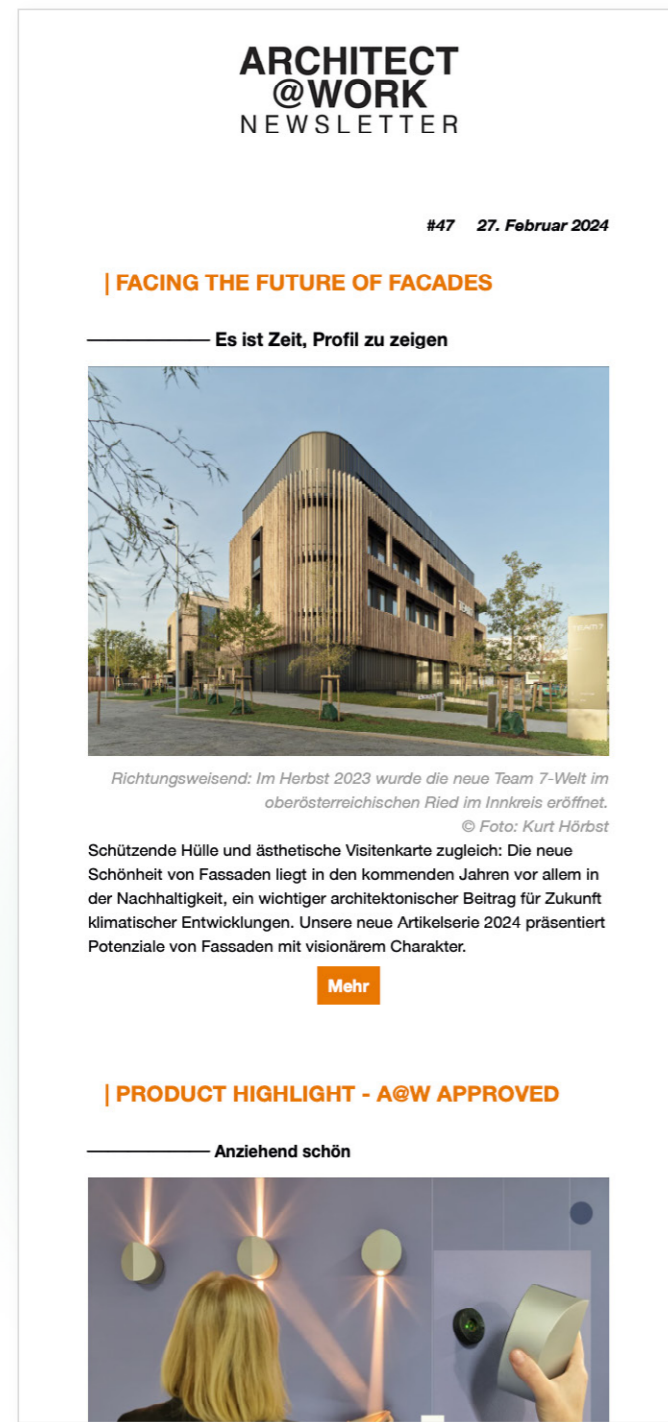 ARCHITECT
@WORK
NEWSLETTER
#47 27. Februar 2024
| FACING THE FUTURE OF FACADES
Es ist Zeit, Profil zu zeigen
TEAM 7
Richtungsweisend: Im Herbst 2023 wurde die neue Team 7-Welt im
oberösterreichischen Ried im Innkreis eröffnet.
© Foto: Kurt Hörbst
Schützende Hülle und ästhetische Visitenkarte zugleich: Die neue
Schönheit von Fassaden liegt in den kommenden Jahren vor allem in
der Nachhaltigkeit, ein wichtiger architektonischer Beitrag für Zukunft
klimatischer Entwicklungen. Unsere neue Artikelserie 2024 präsentiert
Potenziale von Fassaden mit visionärem Charakter.
Mehr
| PRODUCT HIGHLIGHT - A@W APPROVED
Anziehend schön